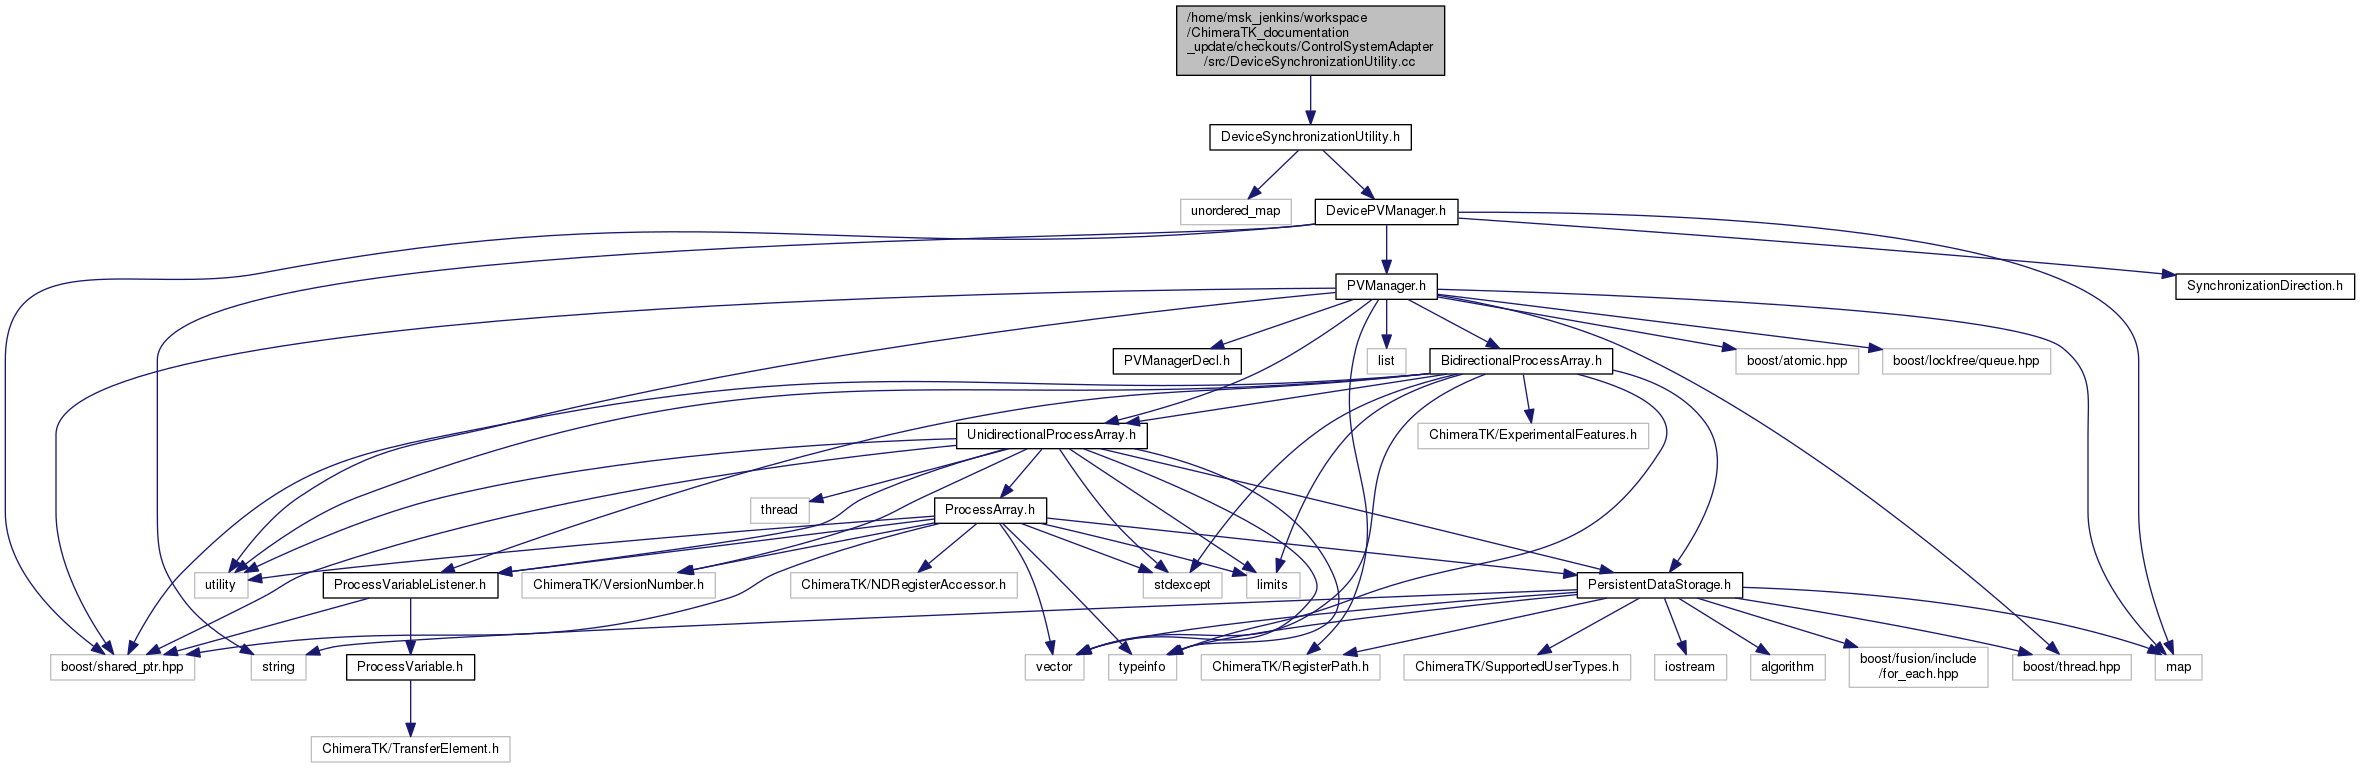 /home/msk_jenkins/workspace
/ChimeraTK_documentation
_update/checkouts/ControlSystemAdapter
/src/DeviceSynchronizationUtility.cc
DeviceSynchronizationUtility.h
unordered_map
DevicePVManager.h
PVManager.h
SynchronizationDirection.h
PVManagerDecl.h
list
BidirectionalProcessArray.h
boost/atomic.hpp
boost/lockfree/queue.hpp
UnidirectionalProcessArray.h
ChimeraTK/ExperimentalFeatures.h
thread
ProcessArray.h
utility
ProcessVariableListener.h
ChimeraTK/VersionNumber.h
ChimeraTK/NDRegisterAccessor.h
stdexcept
limits
PersistentDataStorage.h
boost/shared_ptr.hpp
string
ProcessVariable.h
vector
typeinfo
ChimeraTK/RegisterPath.h
ChimeraTK/SupportedUserTypes.h
iostream
algorithm
boost/fusion/include
/for_each.hpp
boost/thread.hpp
map
ChimeraTK/TransferElement.h